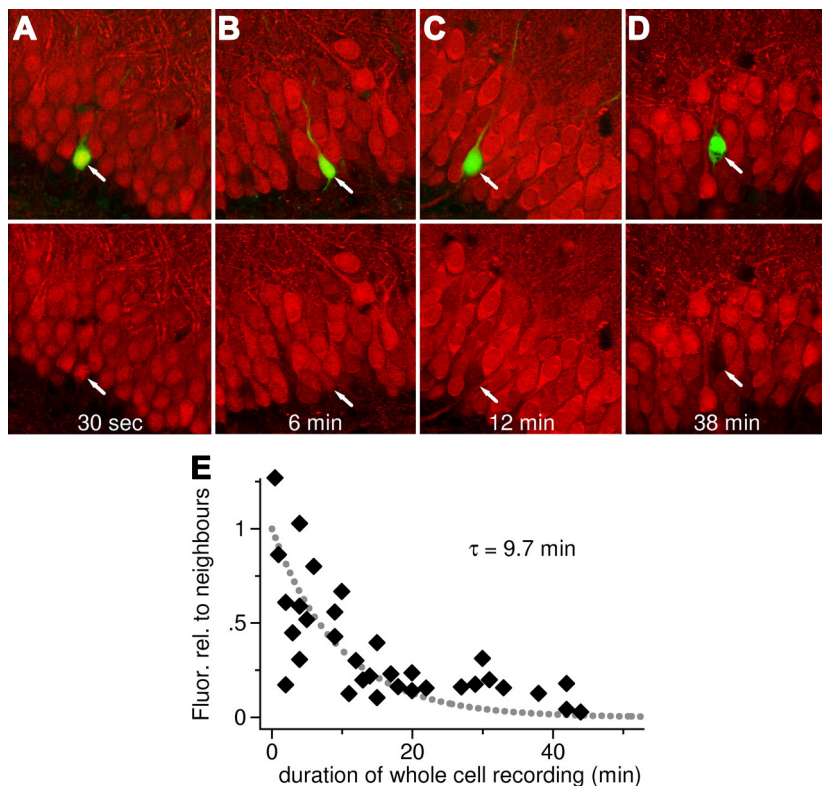 A
B
C
D
30 sec
6 min
12 min
38 min
E
Fluor. rel. to neighbours
1
.5
0
τ = 9.7 min
0
20
40
duration of whole cell recording (min)